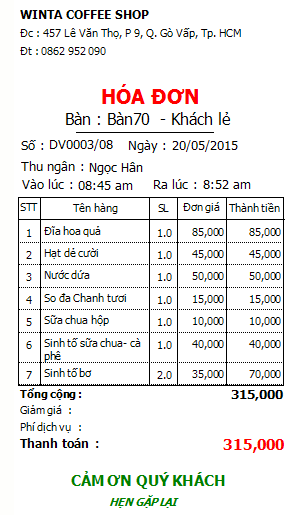 WINTA COFFEE SHOP
Đc : 457 Lê Văn Thọ, P 9, Q. Gò Vấp, Tp. HCM
Đt : 0862 952 090
HÓA ĐƠN
Bàn : Bàn70 - Khách lẻ
Số : DV0003/08 Ngày : 20/05/2015
Thu ngân : Ngọc Hân
Vào lúc : 08:45 am Ra lúc : 8:52 am
STT Tên hàng SL Đơn giá Thành tiền
1 Đĩa hoa quả 1.0 85,000 85,000
2 Hạt dẻ cười 1.0 45,000 45,000
3 Nước dứa 1.0 50,000 50,000
4 So đa Chanh tươi 1.0 15,000 15,000
5 Sữa chua hộp 1.0 10,000 10,000
6 Sinh tố sữa chua- cà 1.0 40,000 40,000
phê
7 Sinh tố bơ 2.0 35,000 70,000
Tổng cộng : 315,000
Giảm giá :
Phí dịch vụ :
Thanh toán : 315,000
CẢM ƠN QUÝ KHÁCH
HẸN GẶP LẠI